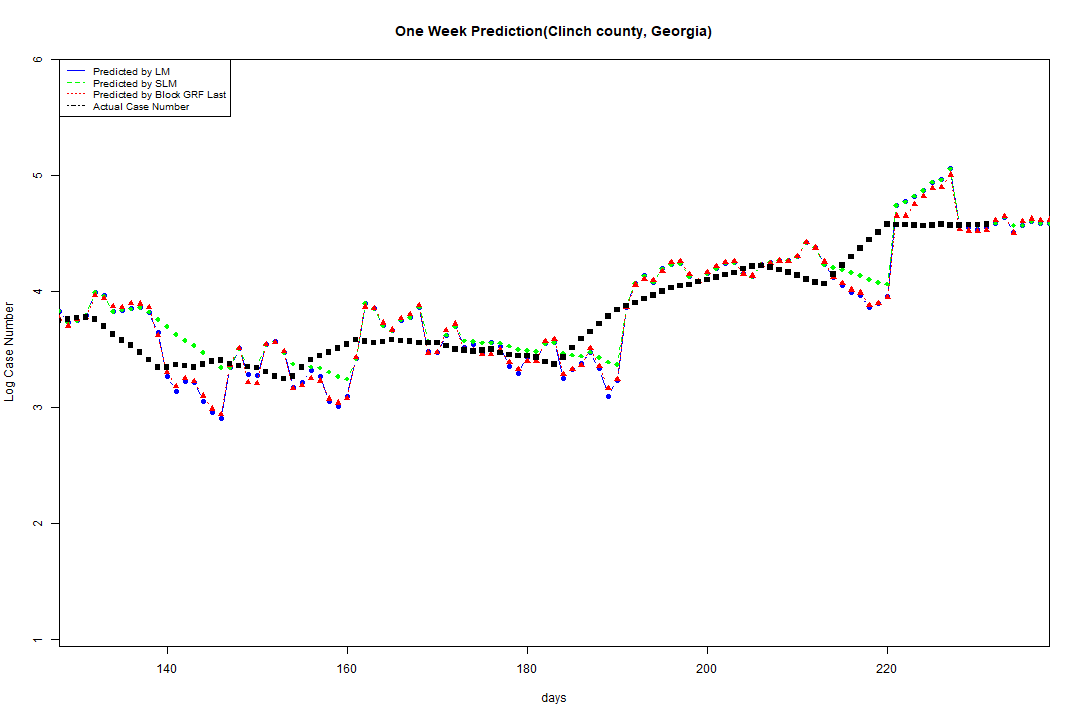 One Week Prediction(Clinch county, Georgia)
Predicted by LM
Predicted by SLM
Predicted by Block GRF Last
Actual Case Number
6
5
4
3
2
1
Log Case Number
140 160 180 200 220
days